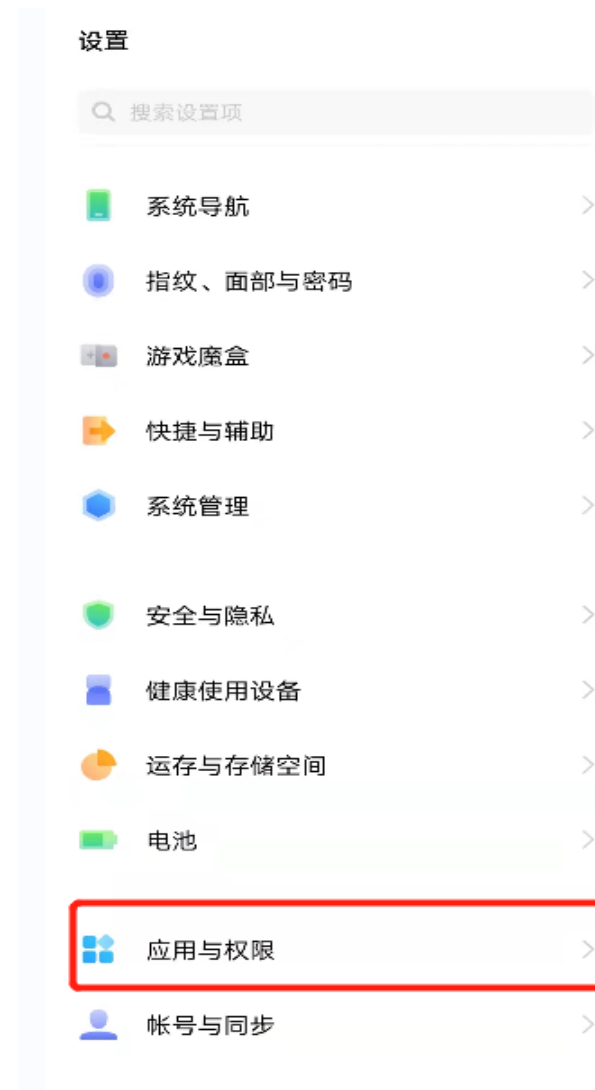 设置
搜索设置项
系统导航
指纹、面部与密码
游戏魔盒
快捷与辅助
系统管理
安全与隐私
健康使用设备
运存与存储空间
电池
应用与权限
帐号与同步